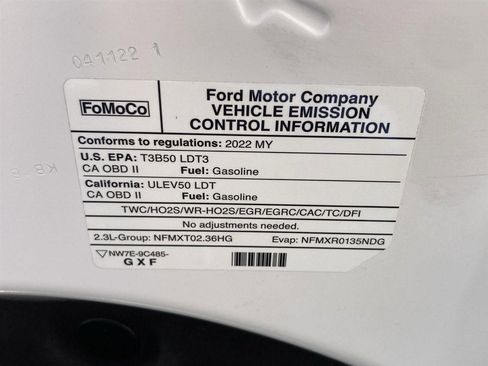 041122 1
FoMoCo
Ford Motor Company
VEHICLE EMISSION
CONTROL INFORMATION
Conforms to regulations: 2022 MY
U.S. EPA: T3B50 LDT3
CA OBD II Fuel: Gasoline
California: ULEV50 LDT
CA OBD II Fuel: Gasoline
TWC/HO2S/WR-HO2S/EGR/EGRC/CAC/TC/DFI
No adjustments needed.
2.3L-Group: NFMXT02.36HG Evap: NFMXR0135NDG
NW7E-9C485-
GXF